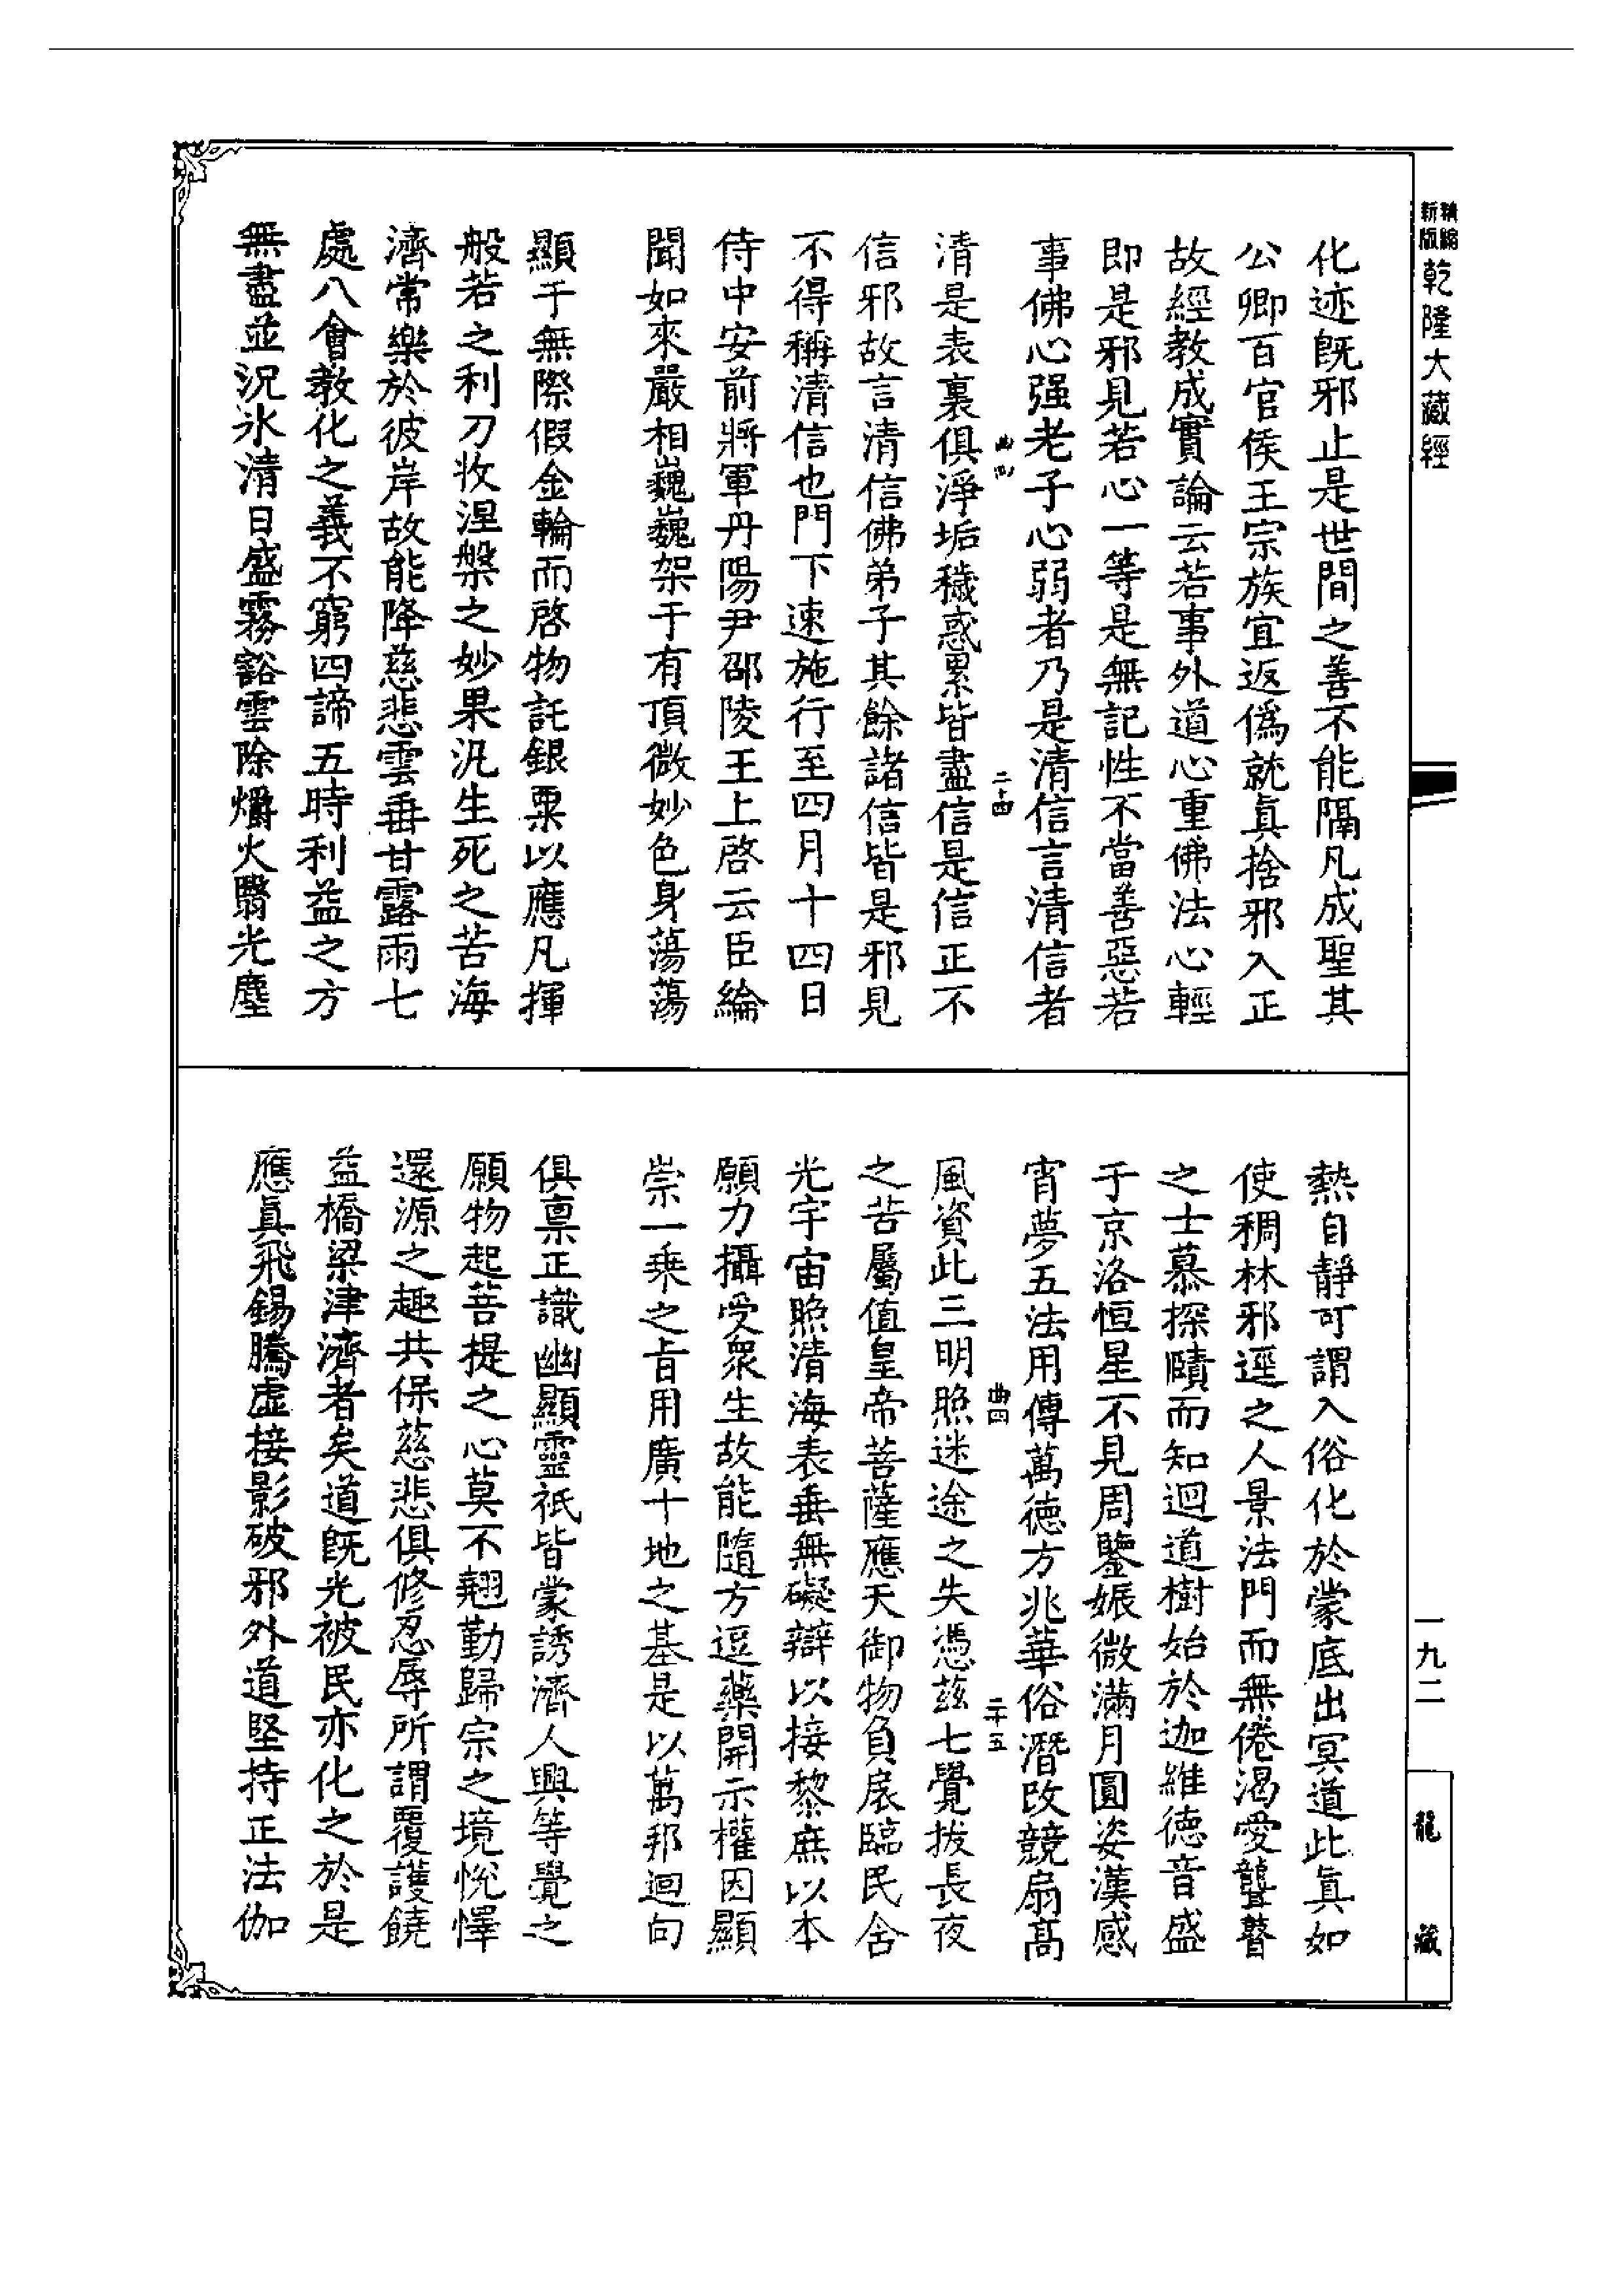 精縮新版 乾隆大藏經
化迹旣邪止是世間之善不能隔凡成聖其
公卿百官侯王宗族宜返僞就眞捨邪入正
故經教成實論云若事外道心重佛法心輕
即是邪見若心一等是無記性不當善惡若
事佛心强老子心弱者乃是清信言清信者
曲四 二十四
清是表裏俱淨垢穢惑累皆盡信是信正不
信邪故言清信佛弟子其餘諸信皆是邪見
不得稱清信也門下速施行至四月十四日
侍中安前將軍丹陽尹邵陵王上啓云臣綸
聞如來嚴相巍巍架于有頂微妙色身蕩蕩
顯于無際假金輪而啓物託銀粟以應凡揮
般若之利刀收涅槃之妙果汎生死之苦海
濟常樂於彼岸故能降慈悲雲垂甘露雨七
處八會教化之義不窮四諦五時利益之方
無盡並況氷清日盛霧豁雲除爝火翳光塵
熱自靜可謂入俗化於蒙底出冥道此眞如
使稠林邪逕之人景法門而無倦渴愛聾瞽
之士慕探賾而知迴道樹始於迦維德音盛
于京洛恒星不見周鑒娠微滿月圓姿漢感
宵夢五法用傳萬德方兆華俗潛改競扇髙
曲四 二十五
風資此三明照迷途之失憑茲七覺拔長夜
之苦屬值皇帝菩薩應天御物負扆臨民含
光宇宙照清海表垂無礙辯以接黎庶以本
願力攝受衆生故能隨方逗藥開示權因顯
崇一乘之旨用廣十地之基是以萬邦迴向
俱禀正識幽顯靈祇皆蒙誘濟人興等覺之
願物起菩提之心莫不翹勤歸宗之境悅懌
還源之趣共保慈悲俱修忍辱所謂覆護饒
益橋梁津濟者矣道旣光被民亦化之於是
應眞飛錫騰虛接影破邪外道堅持正法伽
一九二
龍藏